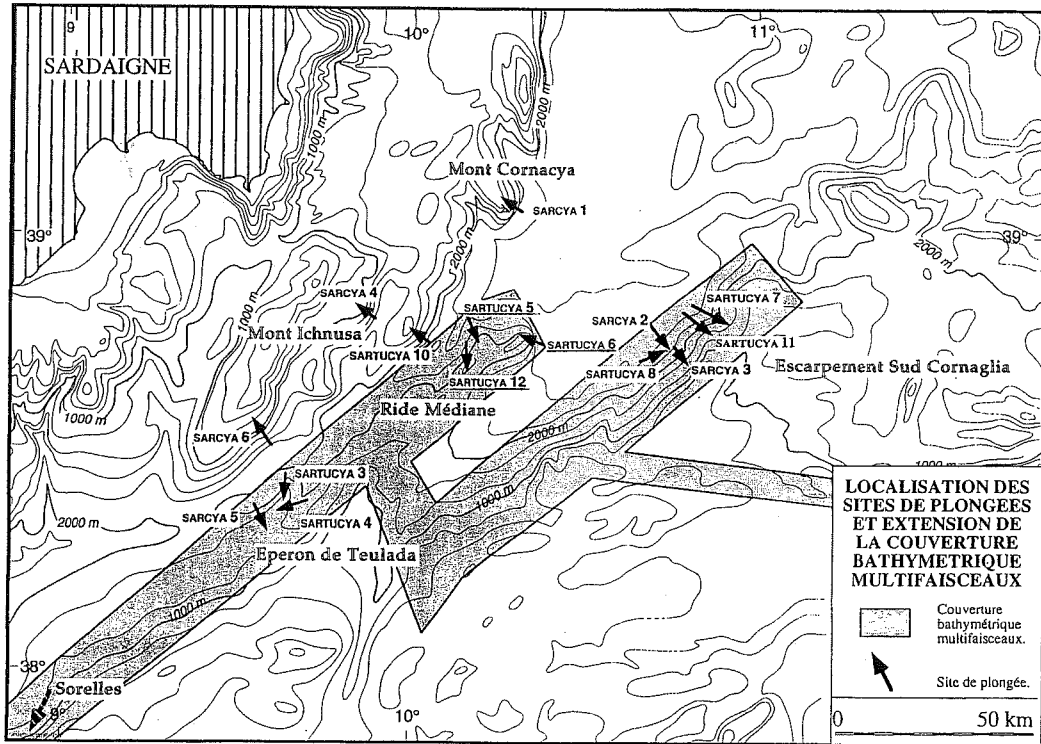 9
10°
11°
SARDAIGNE
1000 m
2000 m
Mont Cornacya
SARCYA 1
39°
39°
2000 m
2000 m
SARCYA 4
1000 m
Mont Ichnusa
SARTUCYA 5
SARTUCYA 7
SARCYA 2
SARTUCYA 10
SARTUCYA 6
SARTUCYA 11
SARTUCYA 8
SARCYA 3
Escarpement Sud Cornaglia
SARTUCYA 12
Ride Médiane
1000 m
SARCYA 6
2000 m
1000 m
SARTUCYA 3
1000 m
2000 m
SARCYA 5
SARTUCYA 4
Eperon de Teulada
1000 m
38°
Sorelles
9°
10°
LOCALISATION DES
SITES DE PLONGEES
ET EXTENSION DE
LA COUVERTURE
BATHYMETRIQUE
MULTIFAISCEAUX
Couverture
bathymétrique
multifaisceaux.
Site de plongée.
0 50 km